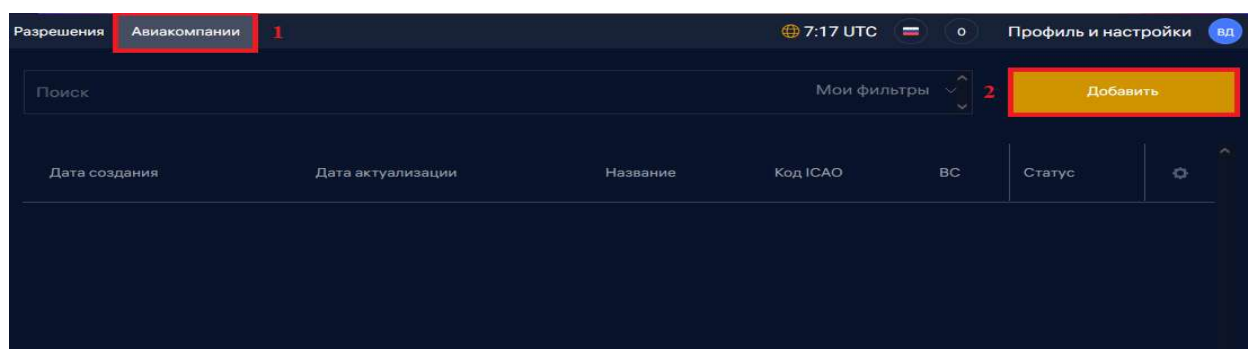 Разрешения Авиакомпании 1 7:17 UTC о Профиль и настройки ВД
Поиск Мои фильтры 2 Добавить
Дата создания Дата актуализации Название Код ICAO ВС Статус